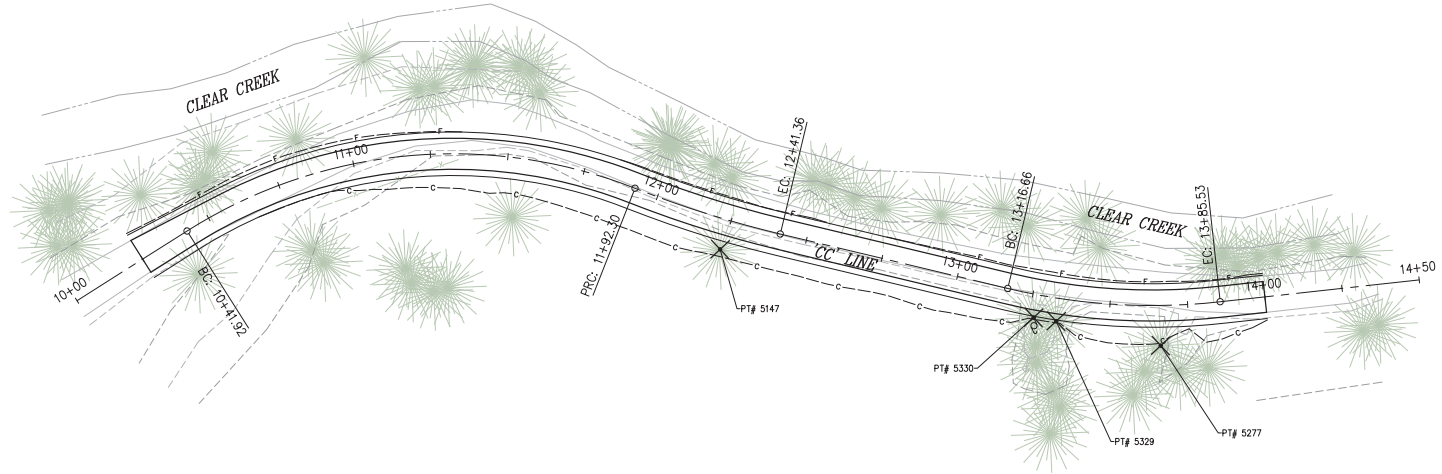 CLEAR CREEK
F
F
F
11+00
C
C
C
C
10+00
BC: 10+41.92
12+00
PRC: 11+92.30
F
EC: 12+41.36
F
C
C
PT# 5147
CC LINE
C
C
F
13+00
BC: 13+16.66
F
CLEAR CREEK
F
EC: 13+85.53
F
14+00
14+50
C
C
C
C
C
PT# 5330
PT# 5329
PT# 5277